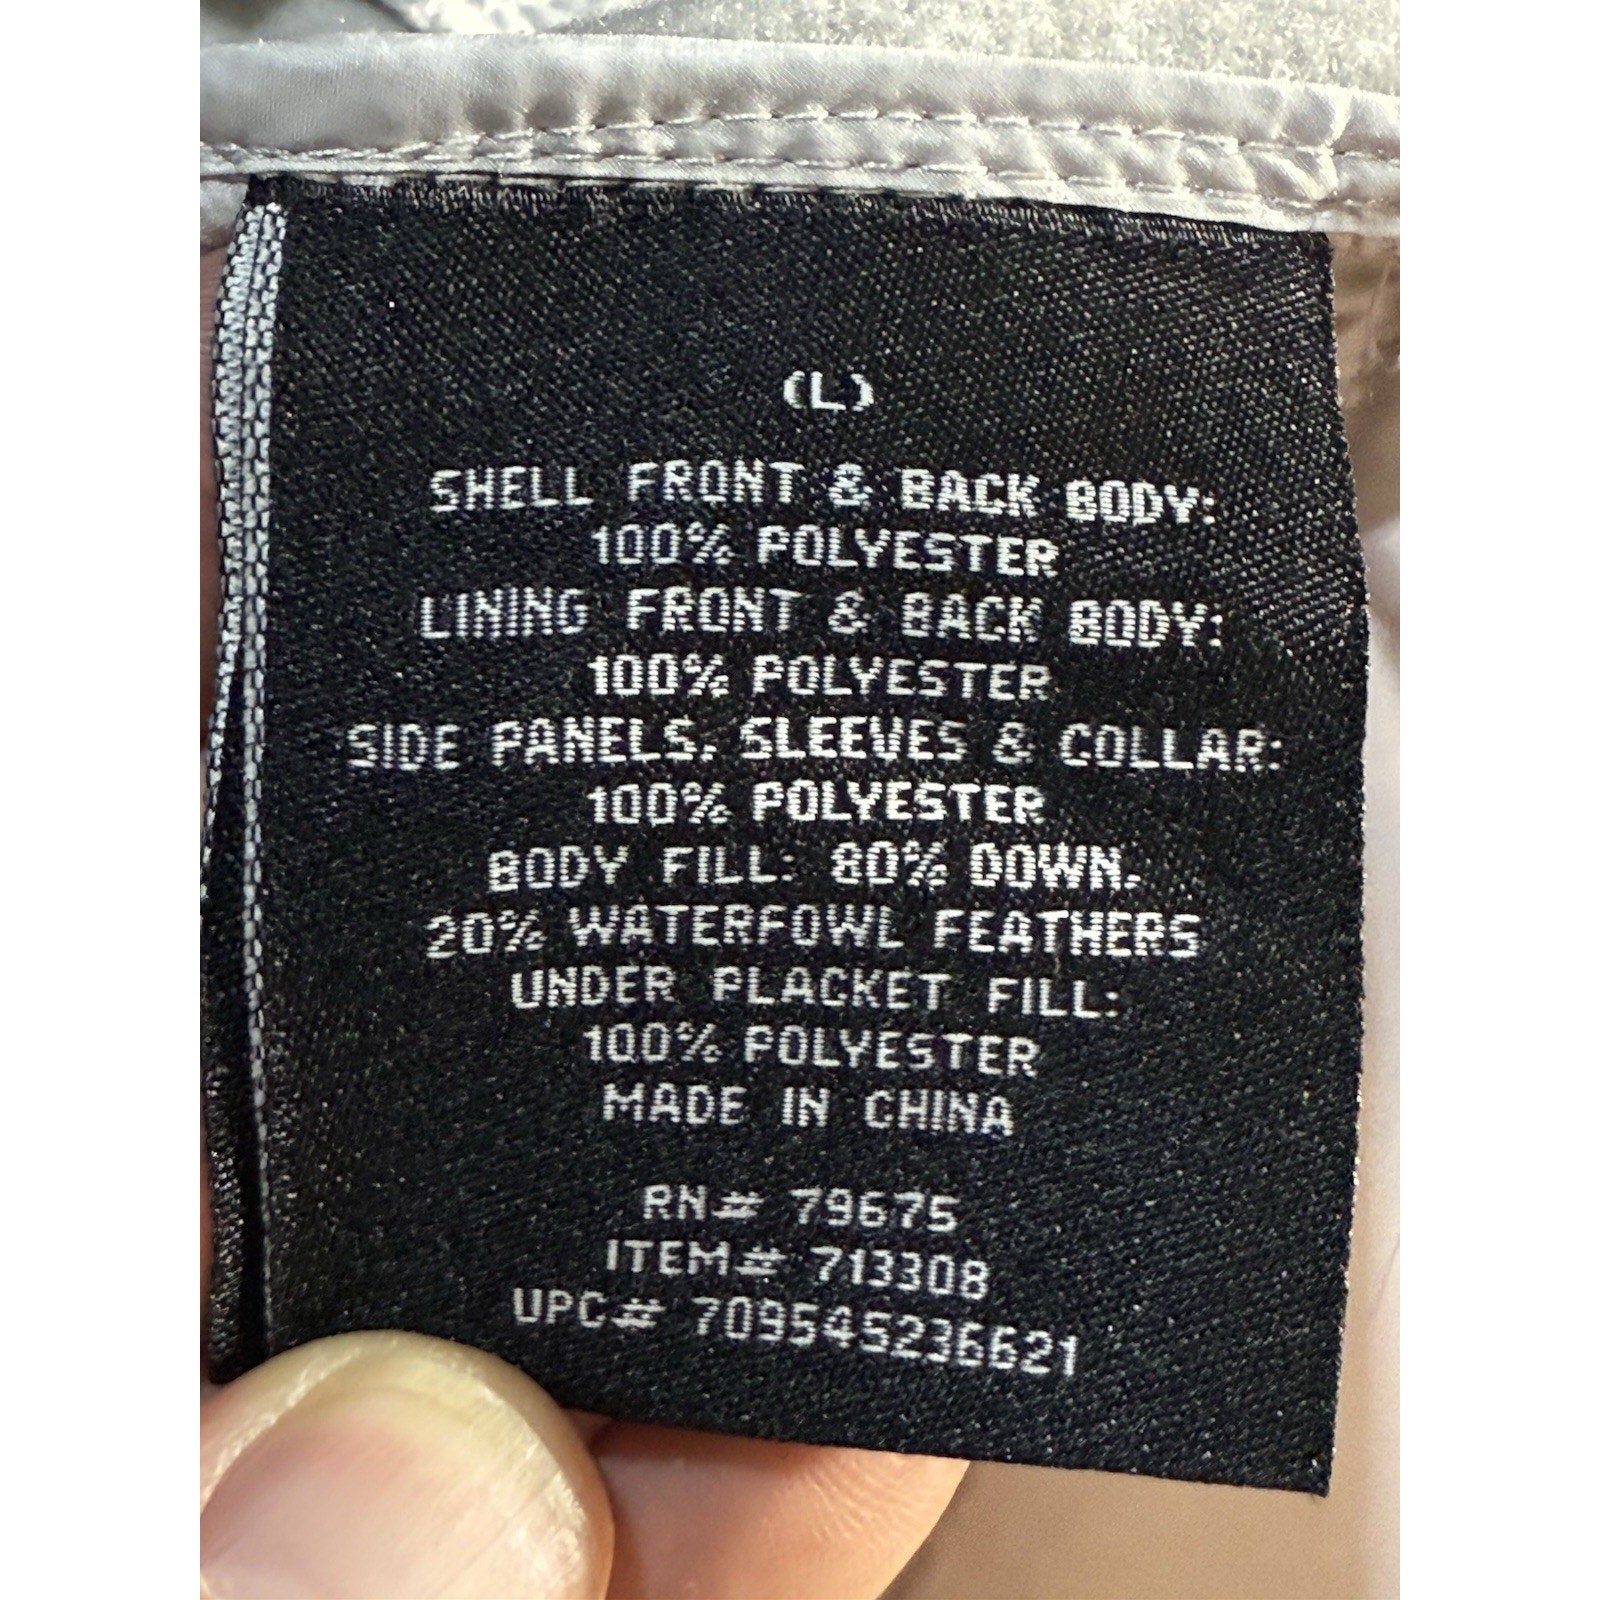 (L)
SHELL FRONT & BACK BODY:
100% POLYESTER
LINING FRONT & BACK BODY:
100% POLYESTER
SIDE PANELS, SLEEVES & COLLAR:
100% POLYESTER
BODY FILL: 80% DOWN,
20% WATERFOWL FEATHERS
UNDER PLACKET FILL:
100% POLYESTER
MADE IN CHINA
RN# 79675
ITEM# 713308
UPC# 709545236621